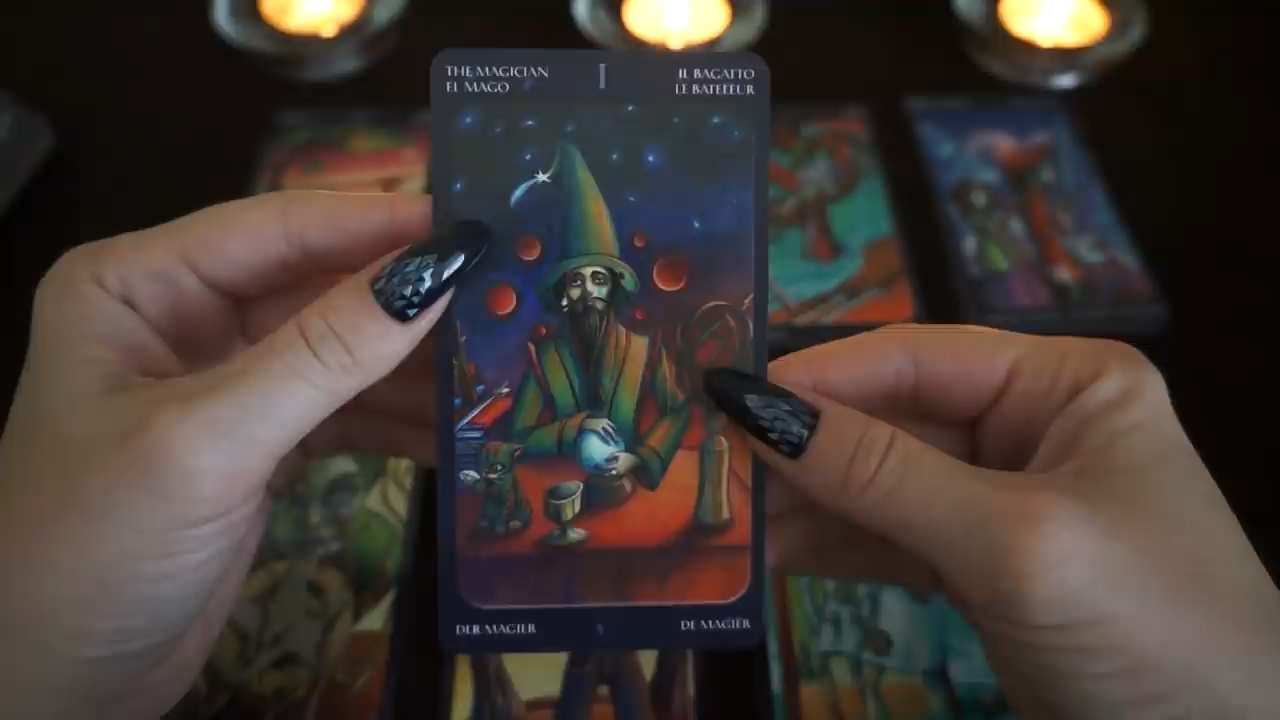 THE MAGICIAN
EL MAGO
I
IL BAGATTO
LE BATELEUR
DER MAGIER
DE MAGIËR